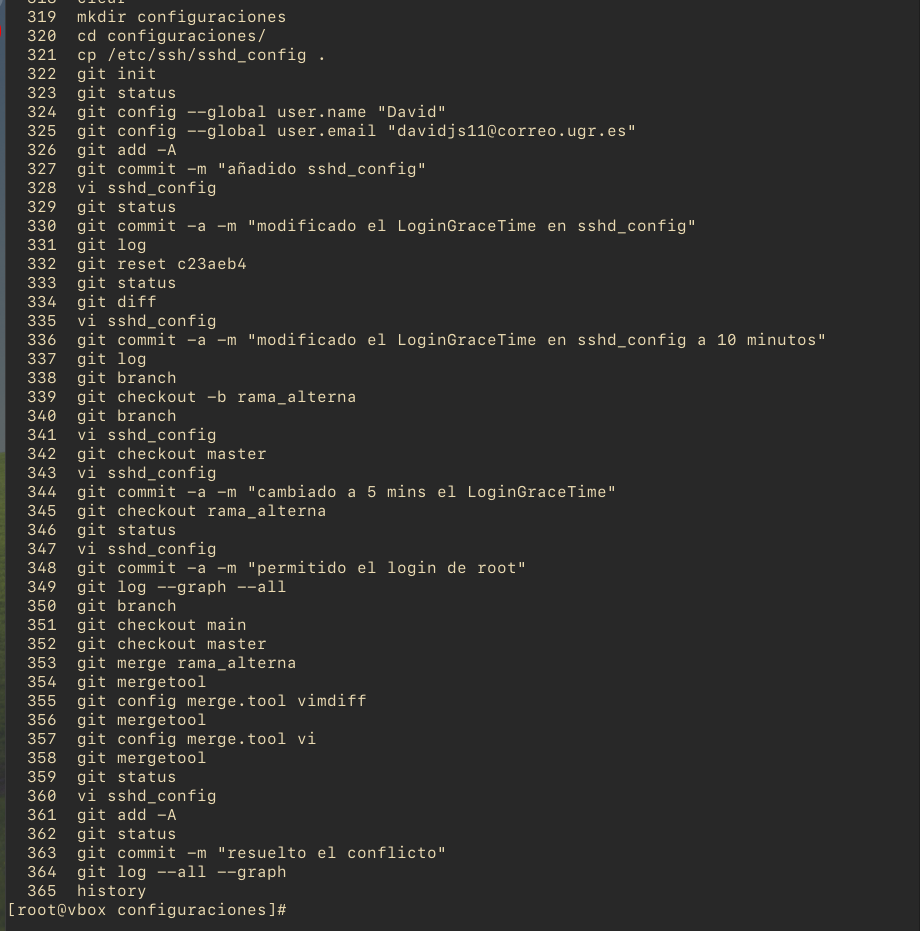 319 mkdir configuraciones
320 cd configuraciones/
321 cp /etc/ssh/sshd_config .
322 git init
323 git status
324 git config --global user.name "David"
325 git config --global user.email "davidjs11@correo.ugr.es"
326 git add -A
327 git commit -m "añadido sshd_config"
328 vi sshd_config
329 git status
330 git commit -a -m "modificado el LoginGraceTime en sshd_config"
331 git log
332 git reset c23aeb4
333 git status
334 git diff
335 vi sshd_config
336 git commit -a -m "modificado el LoginGraceTime en sshd_config a 10 minutos"
337 git log
338 git branch
339 git checkout -b rama_alterna
340 git branch
341 vi sshd_config
342 git checkout master
343 vi sshd_config
344 git commit -a -m "cambiado a 5 mins el LoginGraceTime"
345 git checkout rama_alterna
346 git status
347 vi sshd_config
348 git commit -a -m "permitido el login de root"
349 git log --graph --all
350 git branch
351 git checkout main
352 git checkout master
353 git merge rama_alterna
354 git mergetool
355 git config merge.tool vimdiff
356 git mergetool
357 git config merge.tool vi
358 git mergetool
359 git status
360 vi sshd_config
361 git add -A
362 git status
363 git commit -m "resuelto el conflicto"
364 git log --all --graph
365 history
[root@vbox configuraciones]#